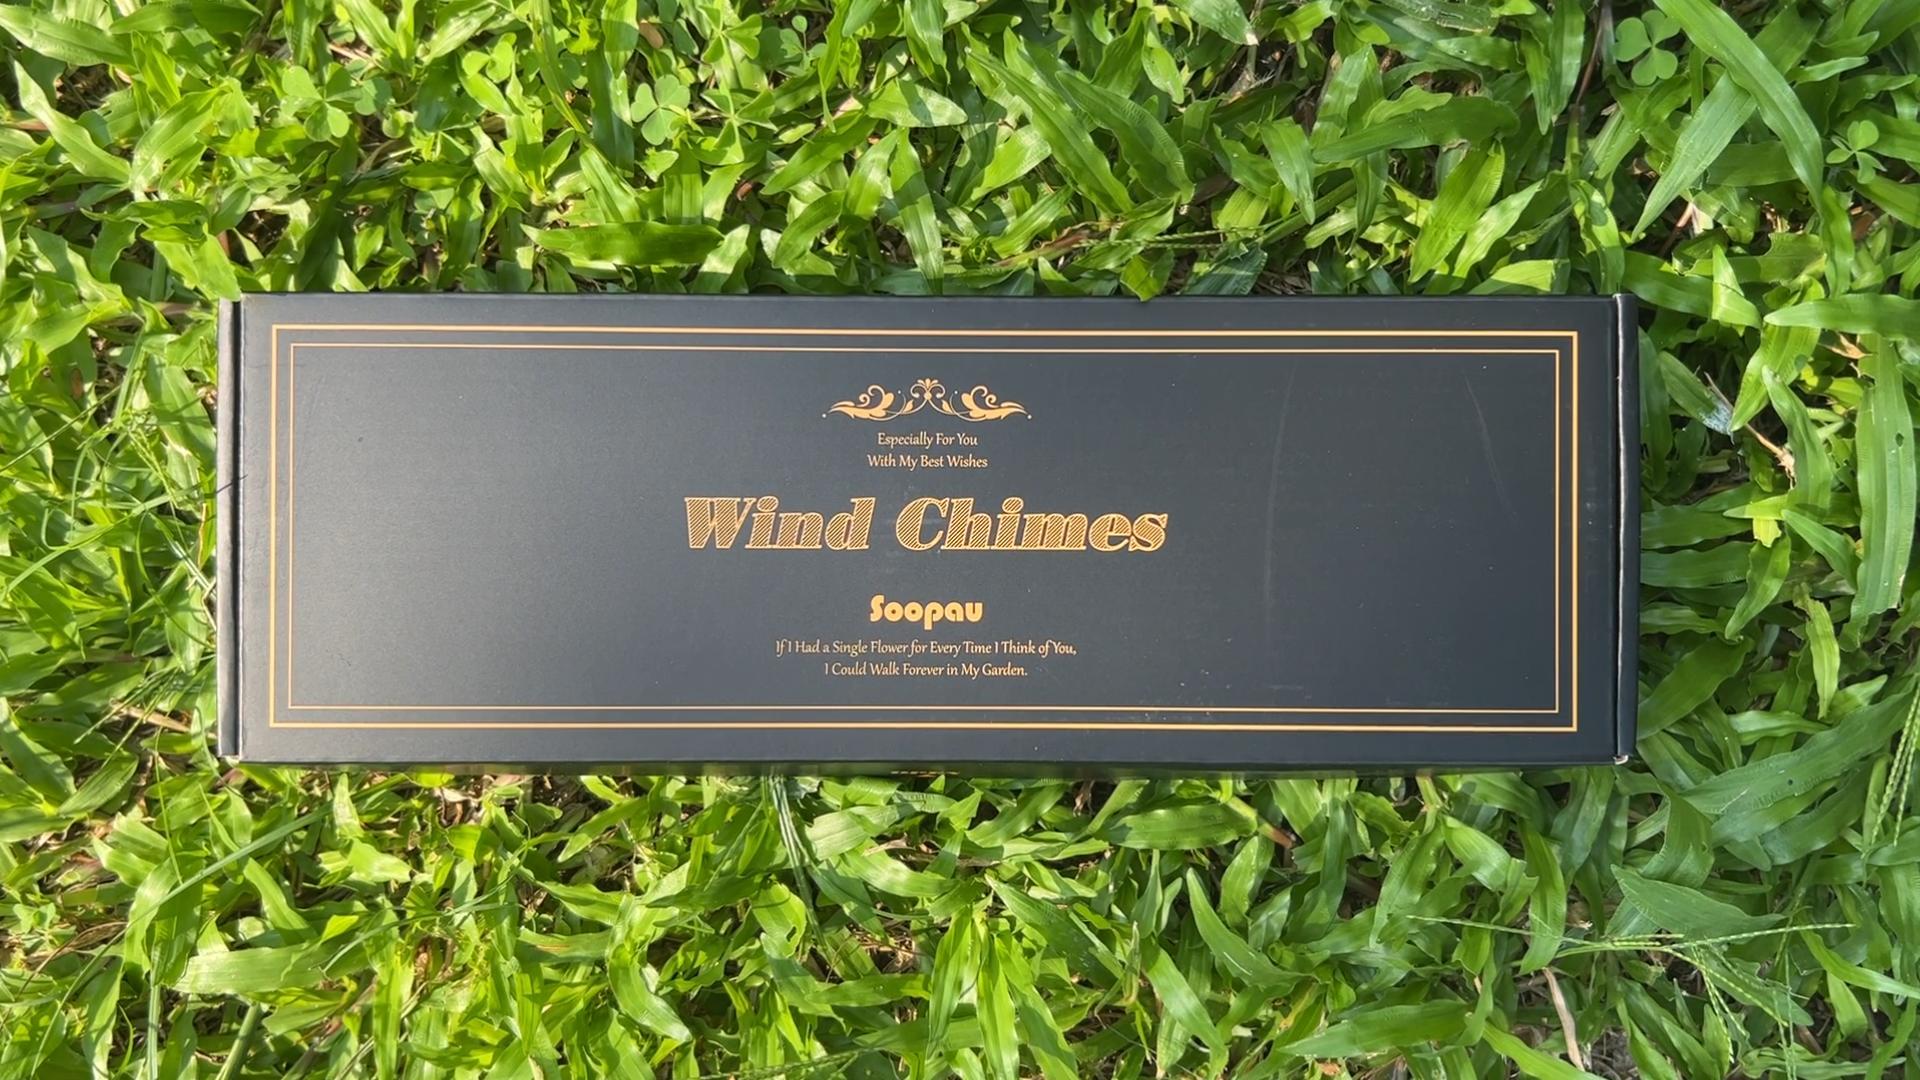 Especially For You
With My Best Wishes
Wind Chimes
Soopau
If I Had a Single Flower for Every Time I Think of You,
I Could Walk Forever in My Garden.